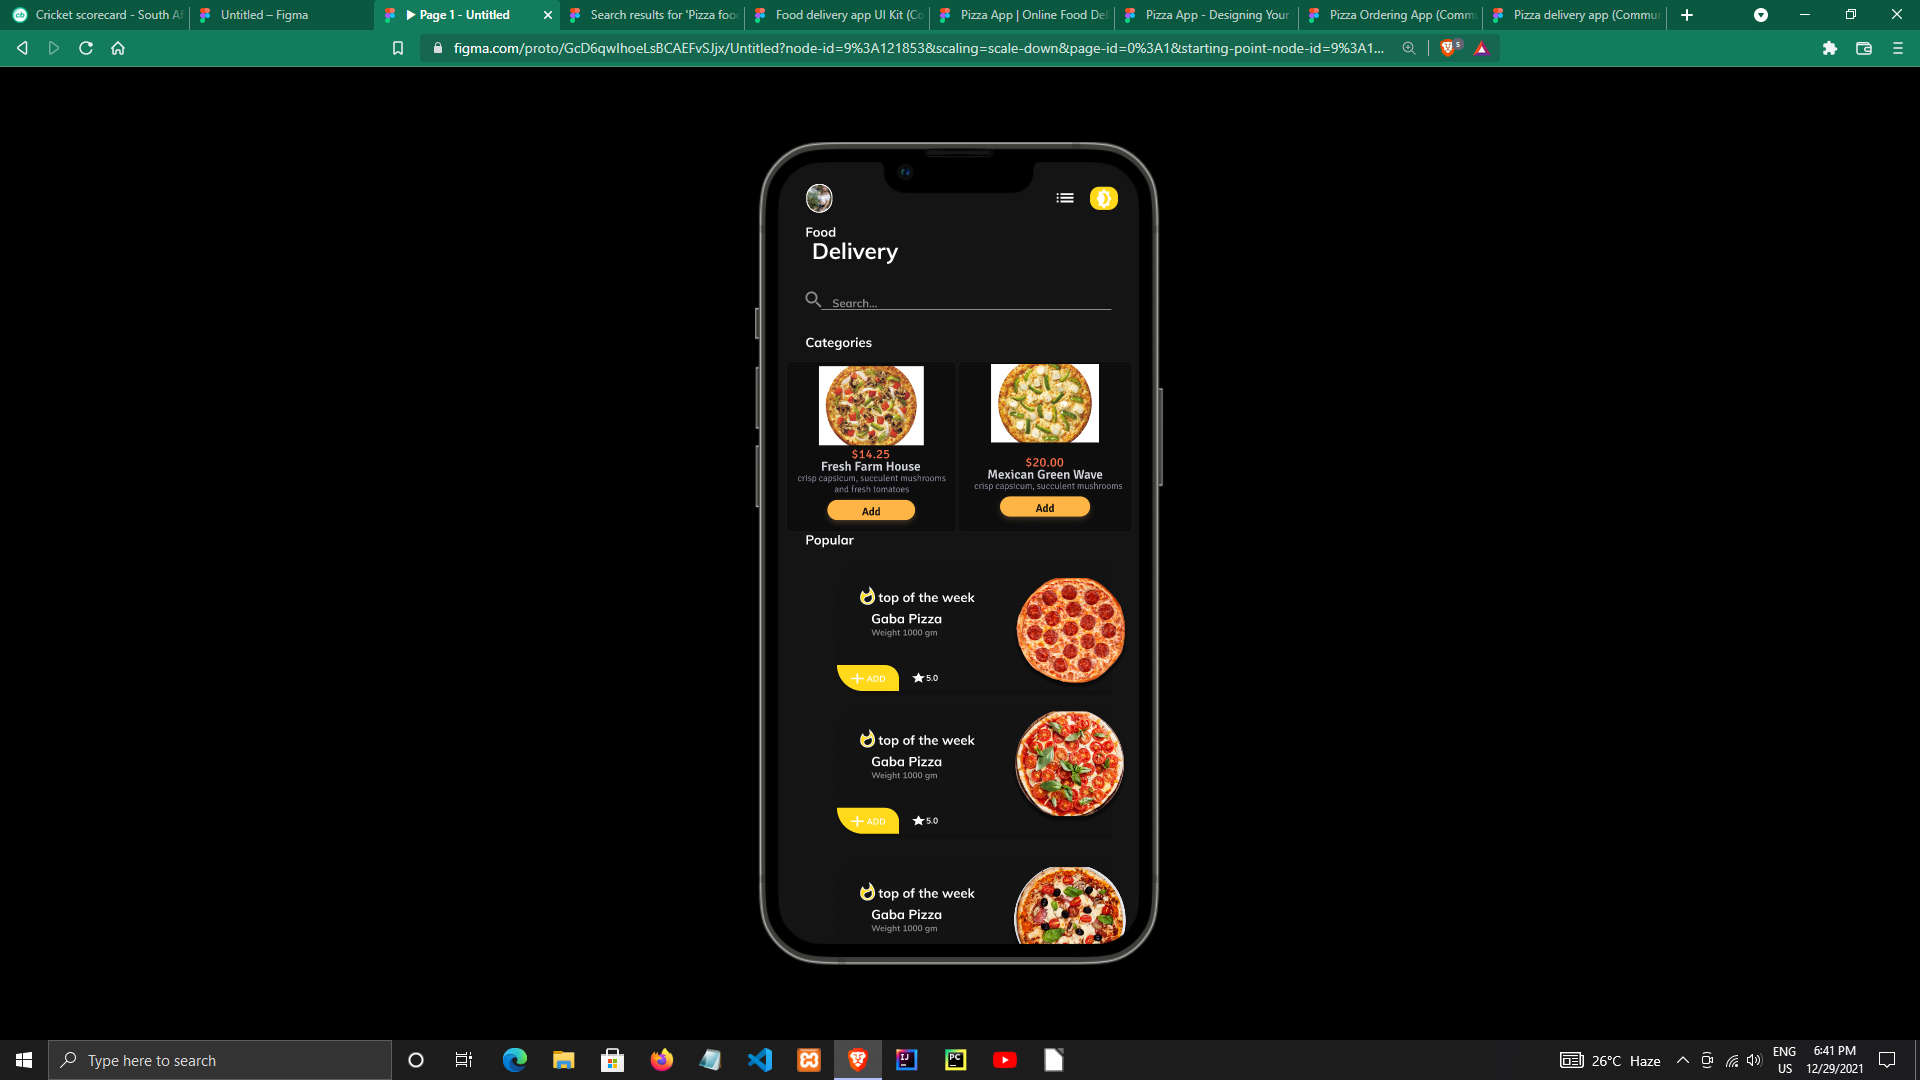 Cricket scorecard - South Af
Untitled – Figma
▶ Page 1 - Untitled
Search results for 'Pizza food
Food delivery app UI Kit (Co
Pizza App | Online Food Del
Pizza App - Designing Your
Pizza Ordering App (Comm
Pizza delivery app (Commun
figma.com/proto/GcD6qwIhoeLsBCAEFvSJjx/Untitled?node-id=9%3A121853&scaling=scale-down&page-id=0%3A1&starting-point-node-id=9%3A1...
5
Food
Delivery
Search...
Categories
$14.25
Fresh Farm House
crisp capsicum, succulent mushrooms
and fresh tomatoes
Add
$20.00
Mexican Green Wave
crisp capsicum, succulent mushrooms
Add
Popular
top of the week
Gaba Pizza
Weight 1000 gm
ADD
5.0
top of the week
Gaba Pizza
Weight 1000 gm
ADD
5.0
top of the week
Gaba Pizza
Weight 1000 gm
Type here to search
26°C Haze
ENG
US
6:41 PM
12/29/2021